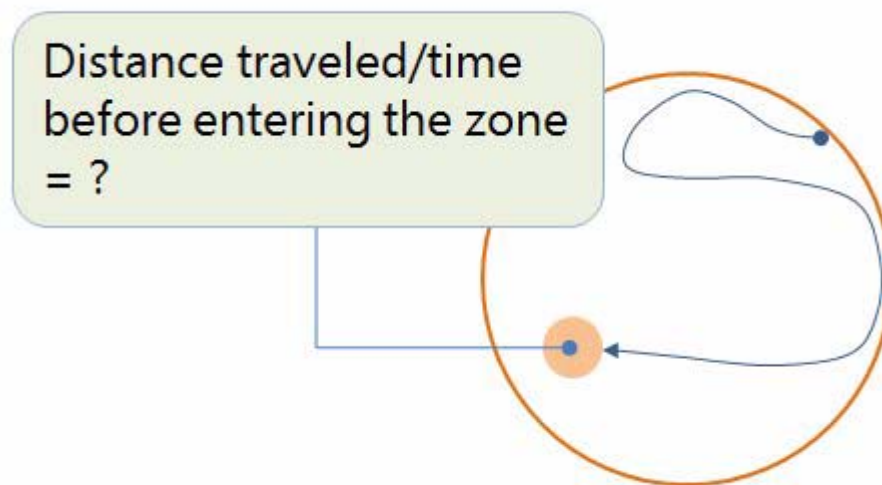 Distance traveled/time
before entering the zone
= ?